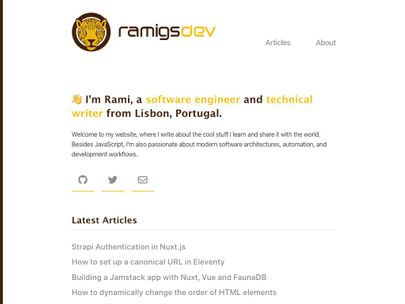 ramigsdev
Articles
About
I'm Rami, a software engineer and technical
writer from Lisbon, Portugal.
Welcome to my website, where I write about the cool stuff I learn and share it with the world.
Besides JavaScript, I'm also passionate about modern software architectures, automation, and
development workflows.
Latest Articles
Strapi Authentication in Nuxt.js
How to set up a canonical URL in Eleventy
Building a Jamstack app with Nuxt, Vue and FaunaDB
How to dynamically change the order of HTML elements